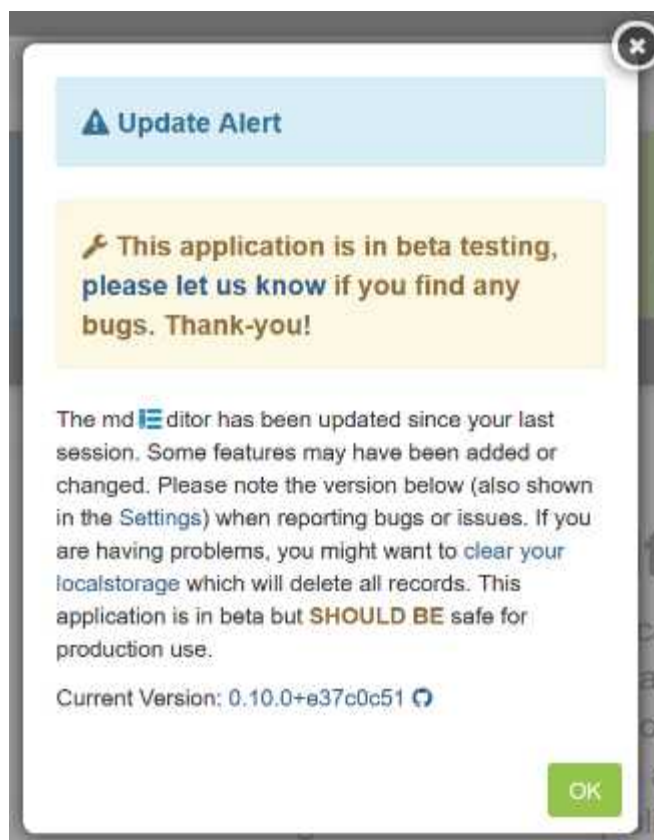 Update Alert
This application is in beta testing,
please let us know if you find any
bugs. Thank-you!
The md ditor has been updated since your last
session. Some features may have been added or
changed. Please note the version below (also shown
in the Settings) when reporting bugs or issues. If you
are having problems, you might want to clear your
localstorage which will delete all records. This
application is in beta but SHOULD BE safe for
production use.
Current Version: 0.10.0+e37c0c51
OK